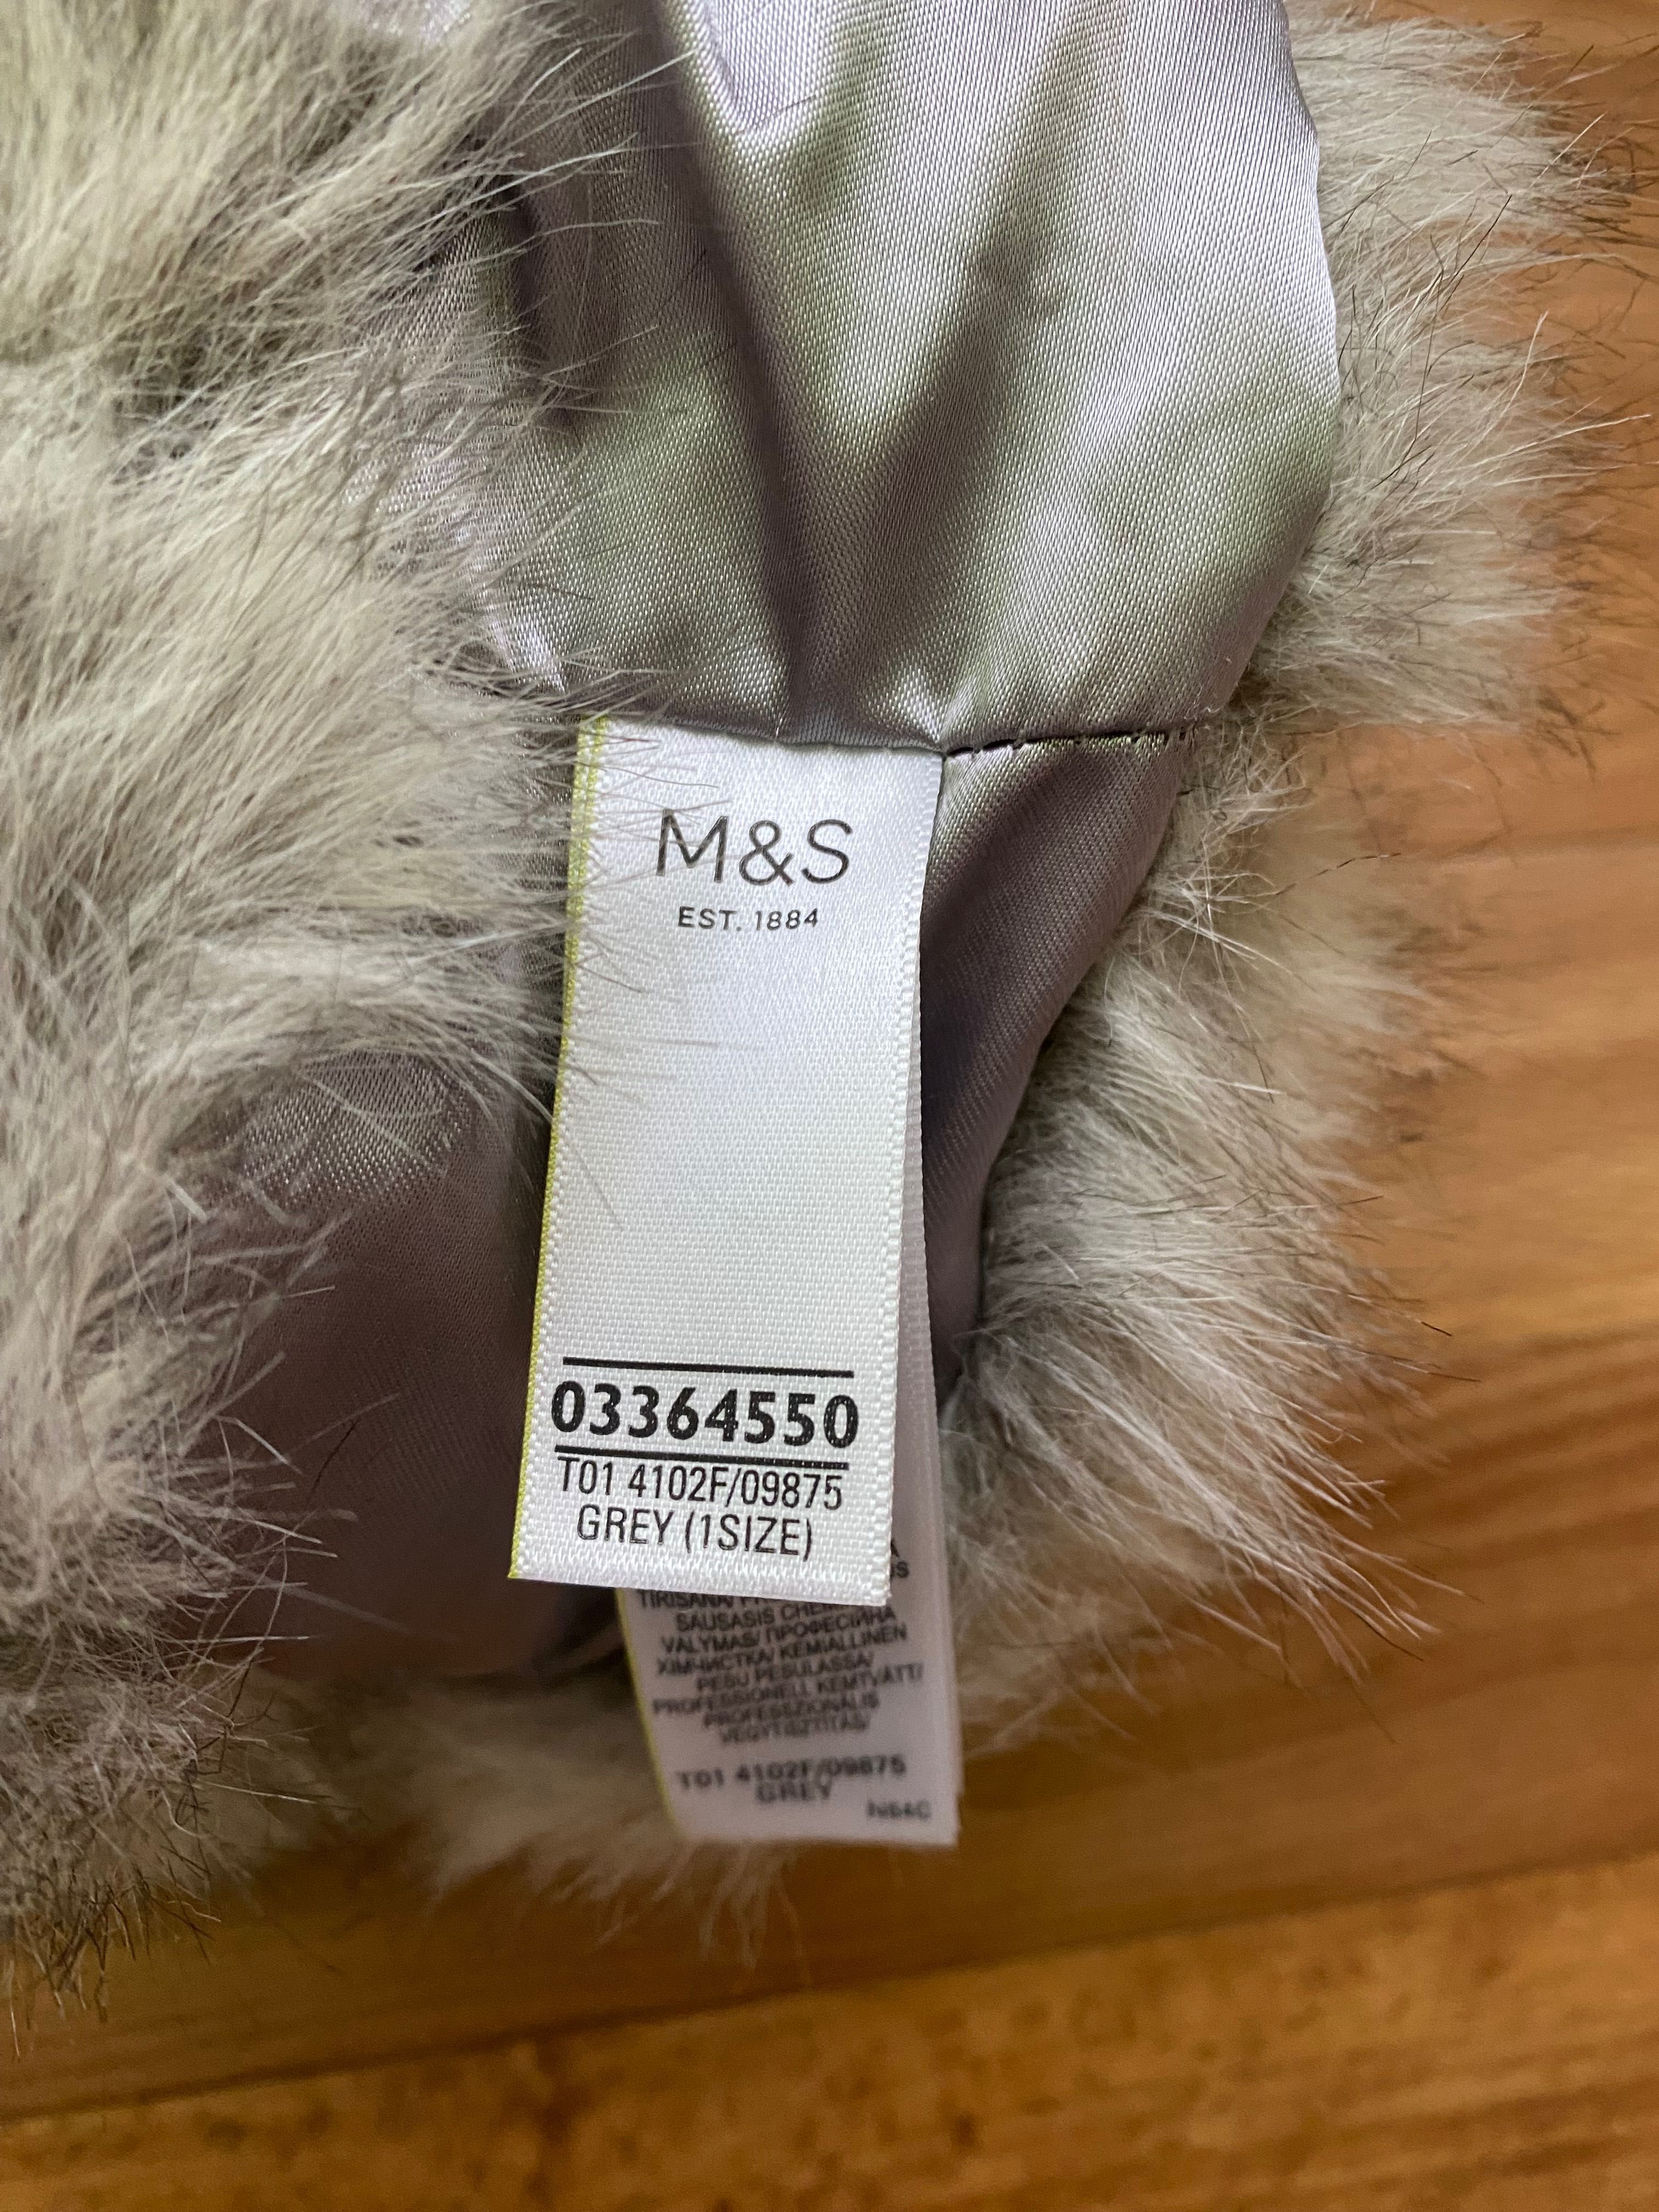 M&S
EST. 1884
03364550
T01 4102F/09875
GREY (1SIZE)
SAUSASIS
VALYMAS/ ПРОФЕСІЙНА
ХІМЧИСТКА/ KEMIALLINEN
PESU PESULASSA/
PROFESSIONELL KEMTVÄTT/
PROFESSZIONÁLIS
VEGYTISZTÍTÁS/
T01 4102F/09875
GREY